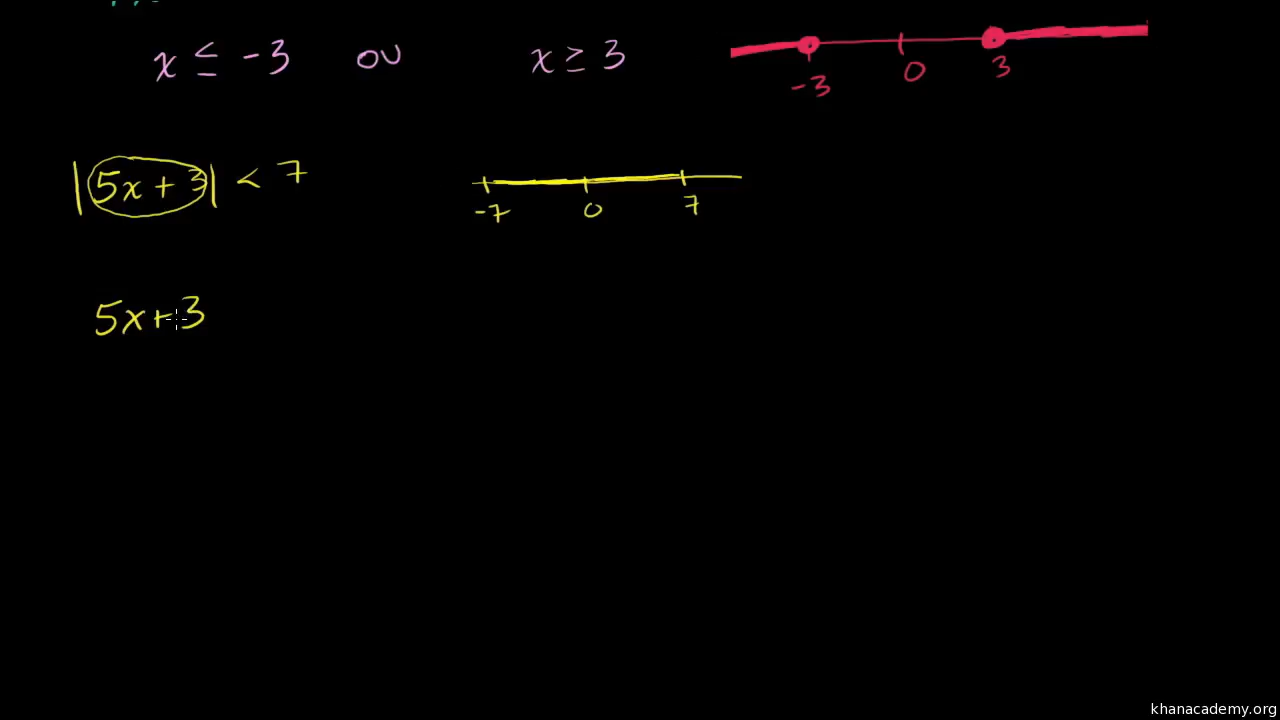 x ≤ -3 ou x ≥ 3
-3 0 3
|5x + 3| < 7
-7 0 7
5x+3
khanacademy.org